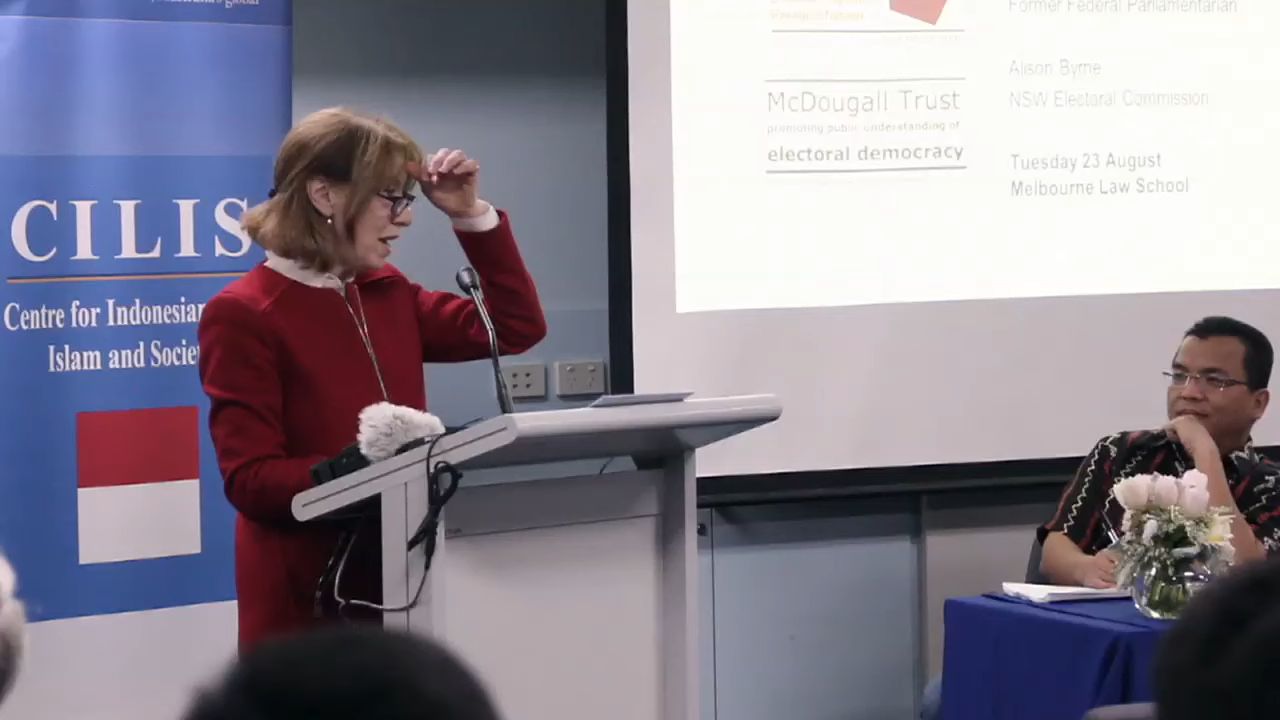 CILIS
Centre for Indonesian
Islam and Socie
Former Federal Parliamentarian
Alison Byrne
NSW Electoral Commission
McDougall Trust
promoting public understanding of
electoral democracy
Tuesday 23 August
Melbourne Law School